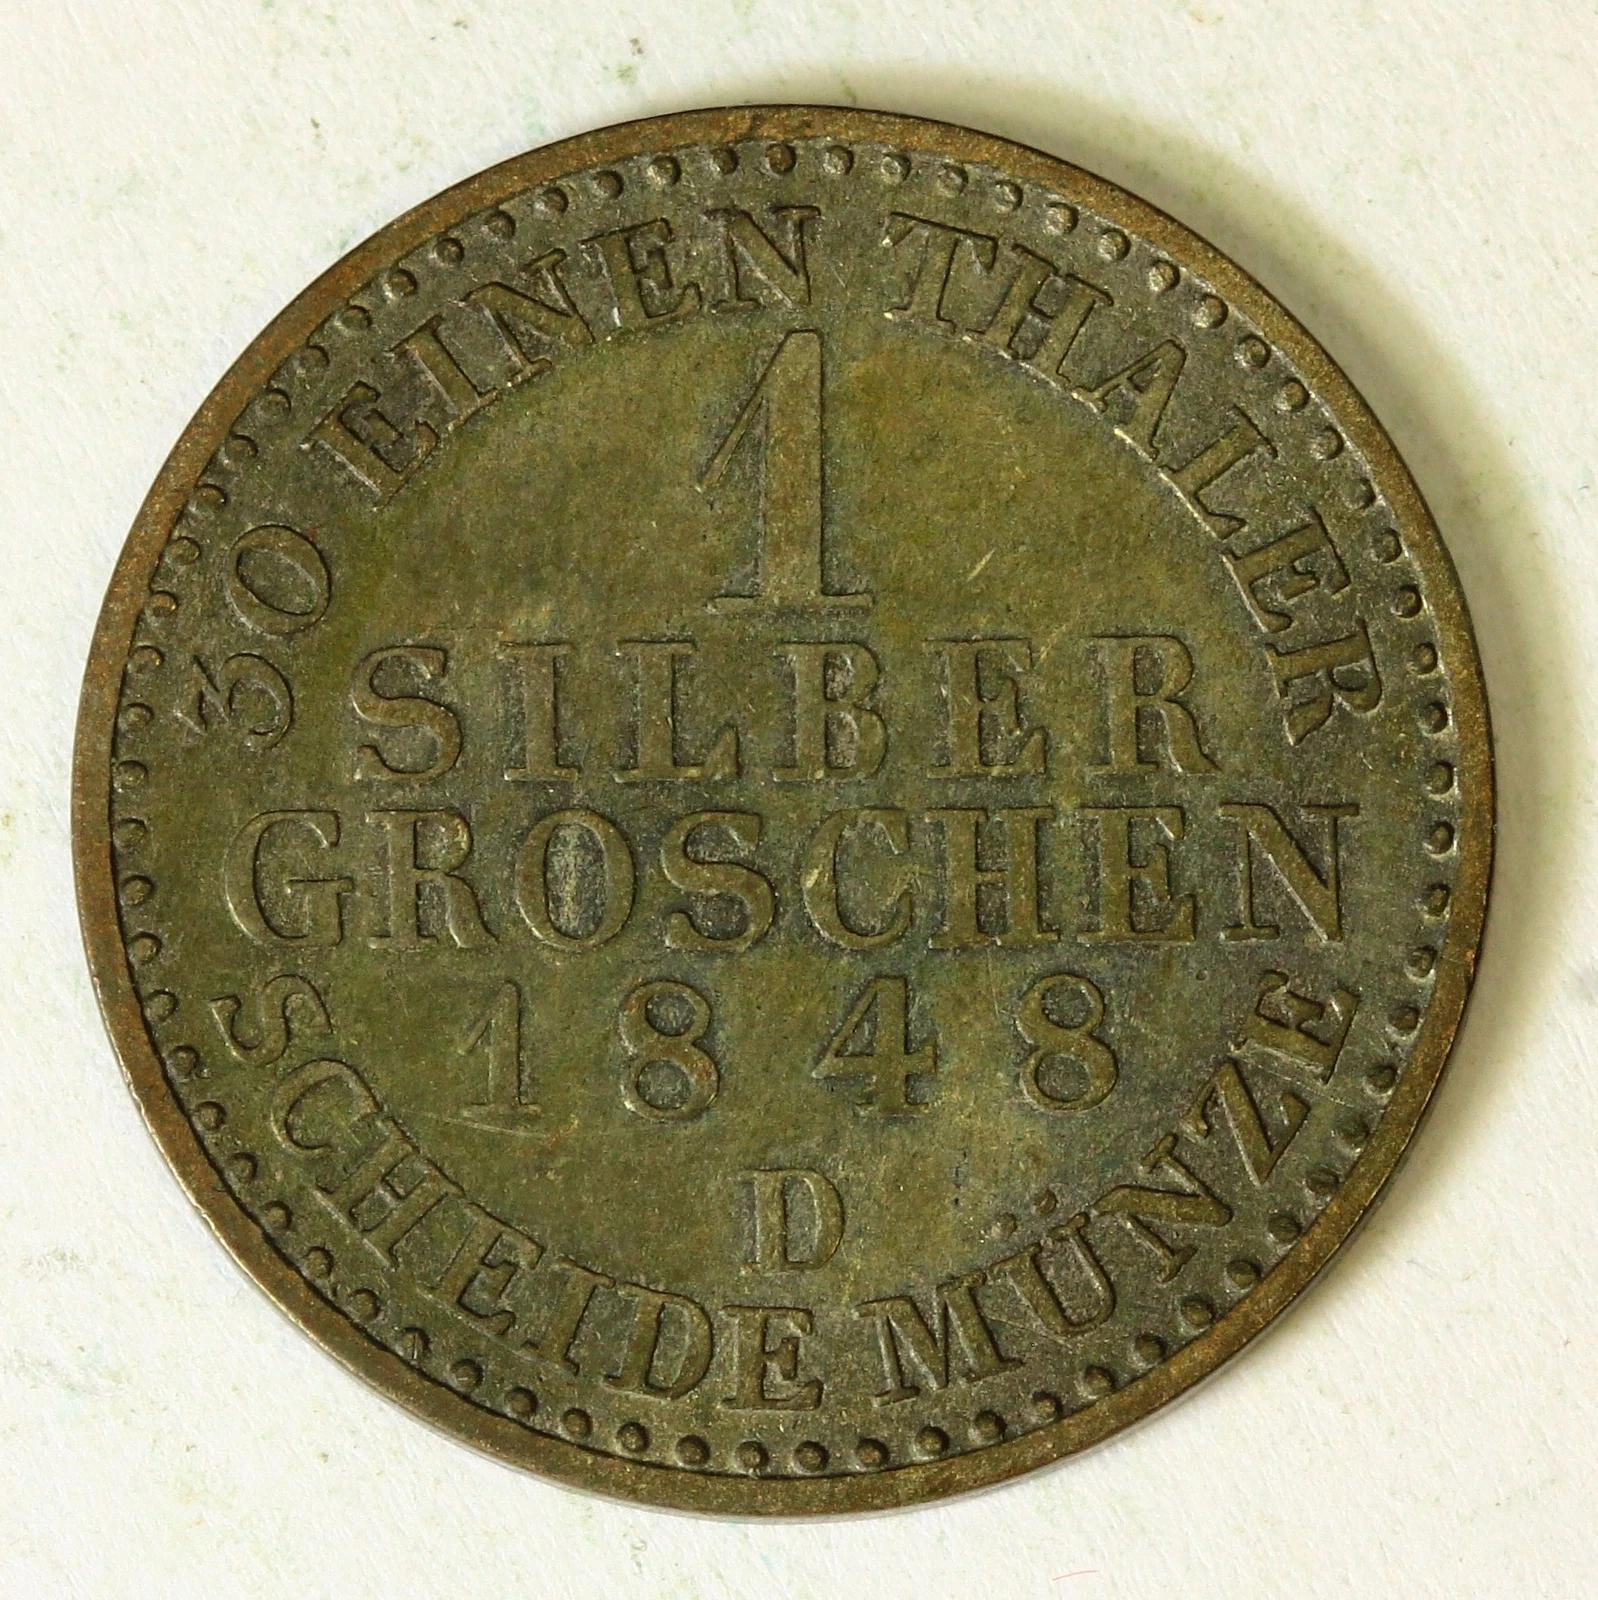 30 EINEN THALER
1
SILBER
GROSCHEN
1848
D
SCHEIDE MÜNZE